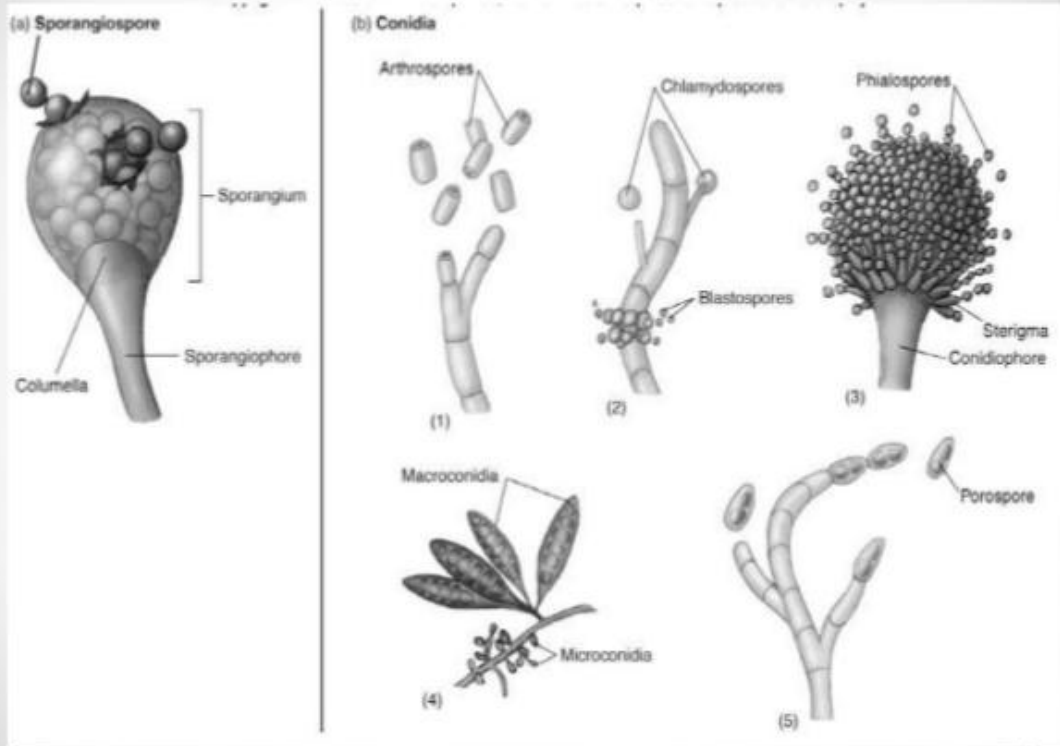 (a) Sporangiospore
Sporangium
Sporangiophore
Columella
(b) Conidia
Arthrospores
(1)
Chlamydospores
Blastospores
(2)
Phialospores
Sterigma
Conidiophore
(3)
Macroconidia
Microconidia
(4)
Porospore
(5)